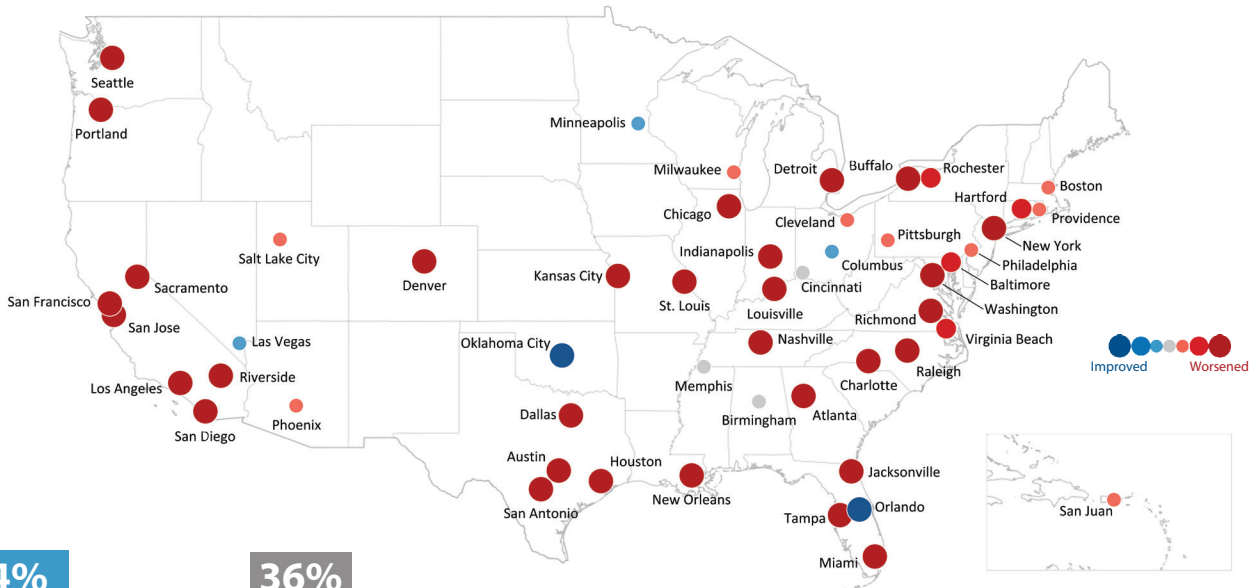 Seattle
Portland
Minneapolis
Milwaukee
Detroit
Buffalo
Rochester
Boston
Hartford
Providence
Chicago
Cleveland
Pittsburgh
New York
Salt Lake City
Indianapolis
Columbus
Philadelphia
Denver
Kansas City
Cincinnati
Baltimore
Sacramento
St. Louis
Washington
San Francisco
Louisville
San Jose
Richmond
Virginia Beach
Las Vegas
Oklahoma City
Nashville
Improved
Worsened
Los Angeles
Riverside
Memphis
Charlotte
Raleigh
Phoenix
San Diego
Dallas
Birmingham
Atlanta
Austin
Houston
Jacksonville
New Orleans
San Antonio
Orlando
San Juan
Tampa
Miami
4%
36%